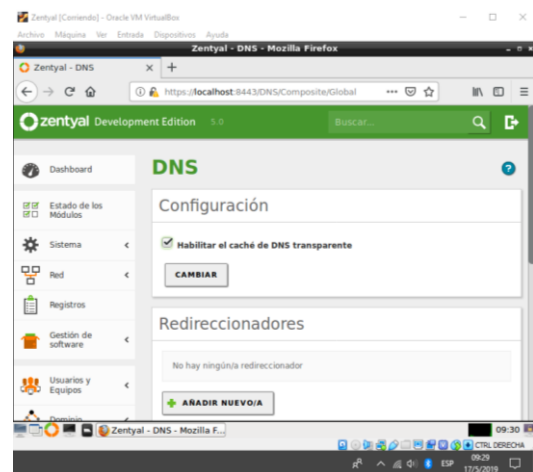 Zentyal [Corriendo] - Oracle VM VirtualBox
Archivo Máquina Ver Entrada Dispositivos Ayuda
Zentyal - DNS - Mozilla Firefox
Zentyal - DNS
https://localhost:8443/DNS/Composite/Global
zentyal Development Edition 5.0
Buscar...
Dashboard
Estado de los
Módulos
Sistema
Red
Registros
Gestión de
software
Usuarios y
Equipos
Dominio
DNS
Configuración
Habilitar el caché de DNS transparente
CAMBIAR
Redireccionadores
No hay ningún/a redireccionador
AÑADIR NUEVO/A
Zentyal - DNS - Mozilla F...
09:30
CTRL DERECHA
ESP
09:29
17/5/2019